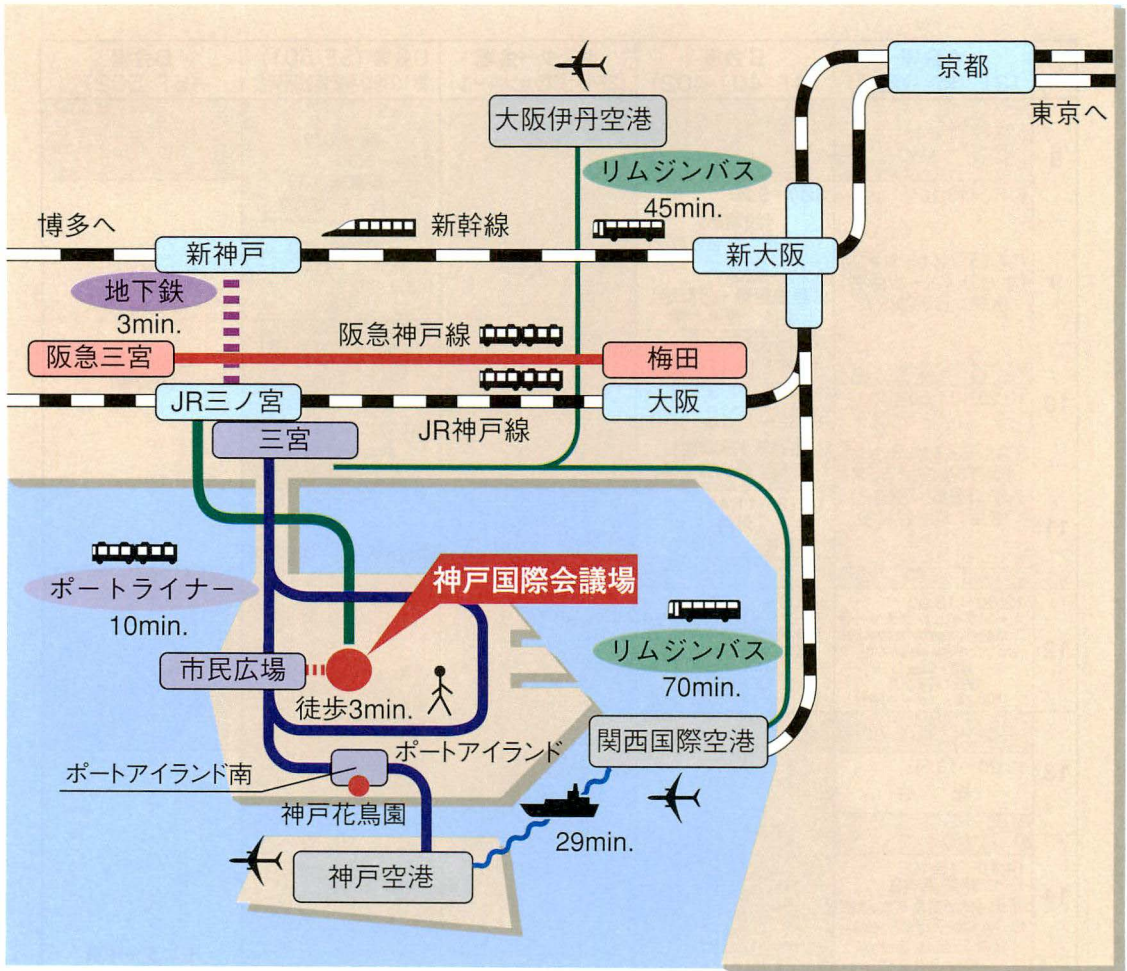 京都
大阪伊丹空港
東京へ
リムジンバス
45min.
博多へ
新幹線
新神戸
新大阪
地下鉄
3min.
阪急神戸線
阪急三宮
梅田
JR三ノ宮
大阪
JR神戸線
三宮
ポートライナー
10min.
神戸国際会議場
リムジンバス
70min.
市民広場
徒歩3min.
関西国際空港
ポートアイランド
ポートアイランド南
神戸花鳥園
29min.
神戸空港